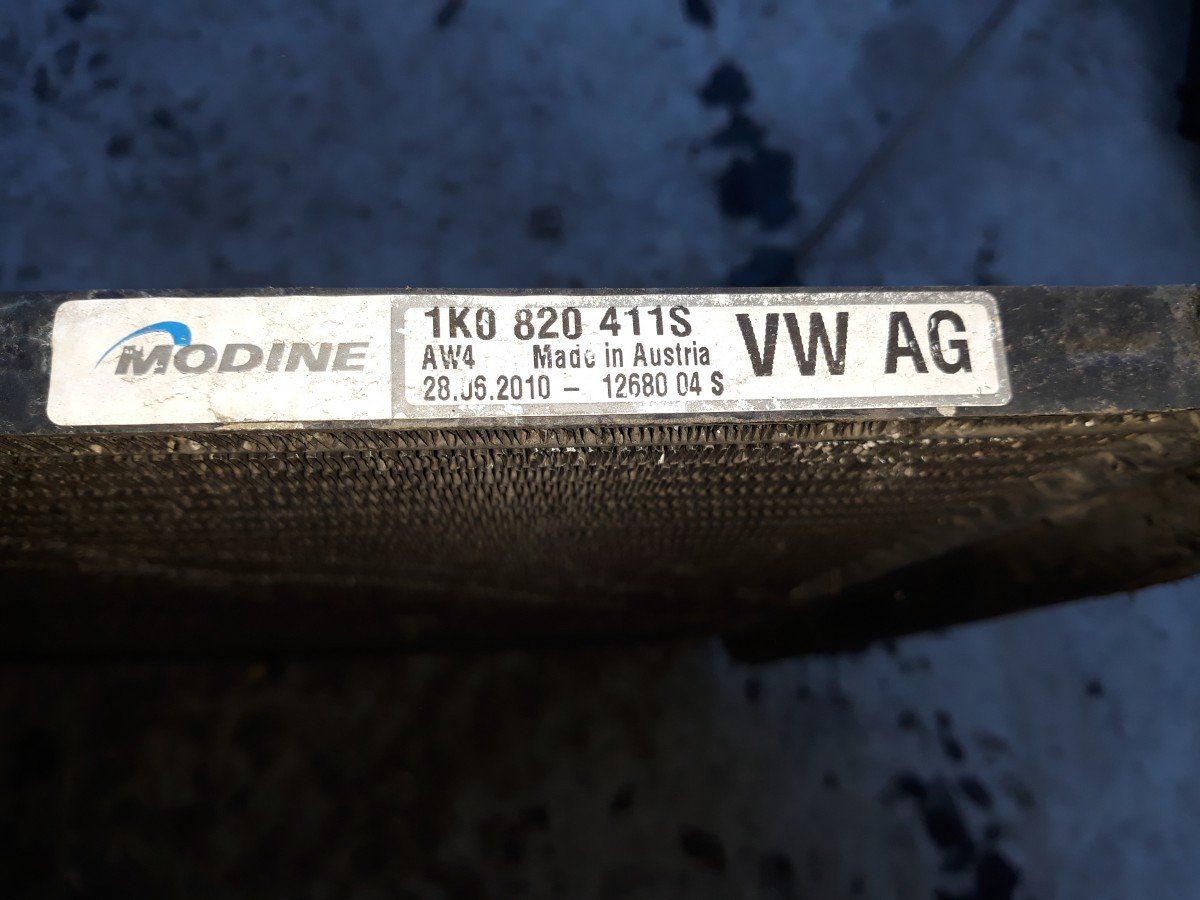 MODINE
1K0 820 411S
AW4 Made in Austria
28.06.2010 – 12680 04 S
VW AG